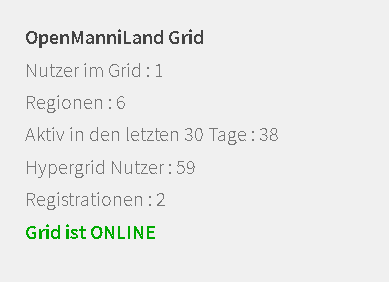 OpenManniLand Grid
Nutzer im Grid : 1
Regionen : 6
Aktiv in den letzten 30 Tage : 38
Hypergrid Nutzer : 59
Registrationen : 2
Grid ist ONLINE